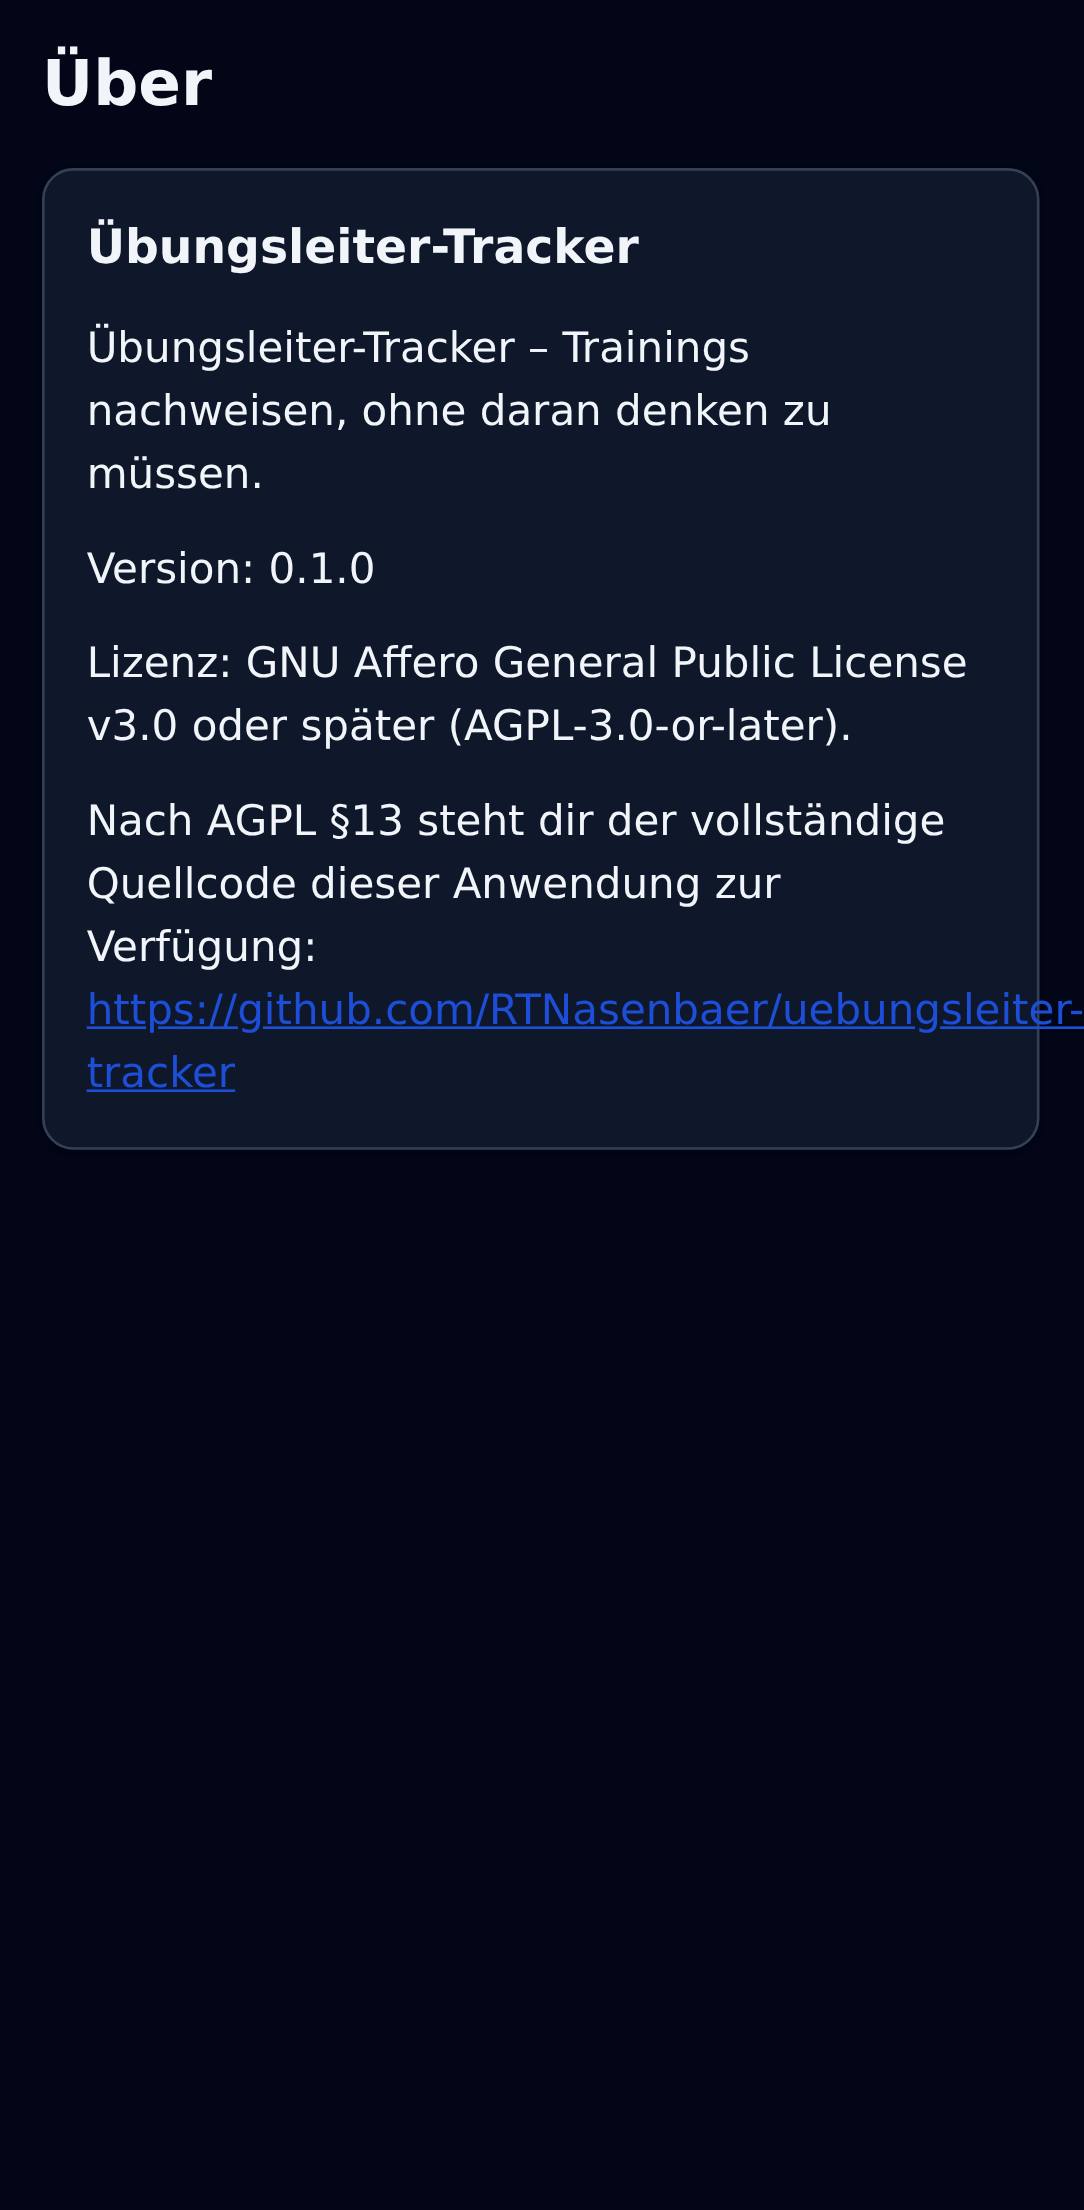 Über
Übungsleiter-Tracker
Übungsleiter-Tracker – Trainings
nachweisen, ohne daran denken zu
müssen.
Version: 0.1.0
Lizenz: GNU Affero General Public License
v3.0 oder später (AGPL-3.0-or-later).
Nach AGPL §13 steht dir der vollständige
Quellcode dieser Anwendung zur
Verfügung:
https://github.com/RTNasenbaer/uebungsleiter-
tracker